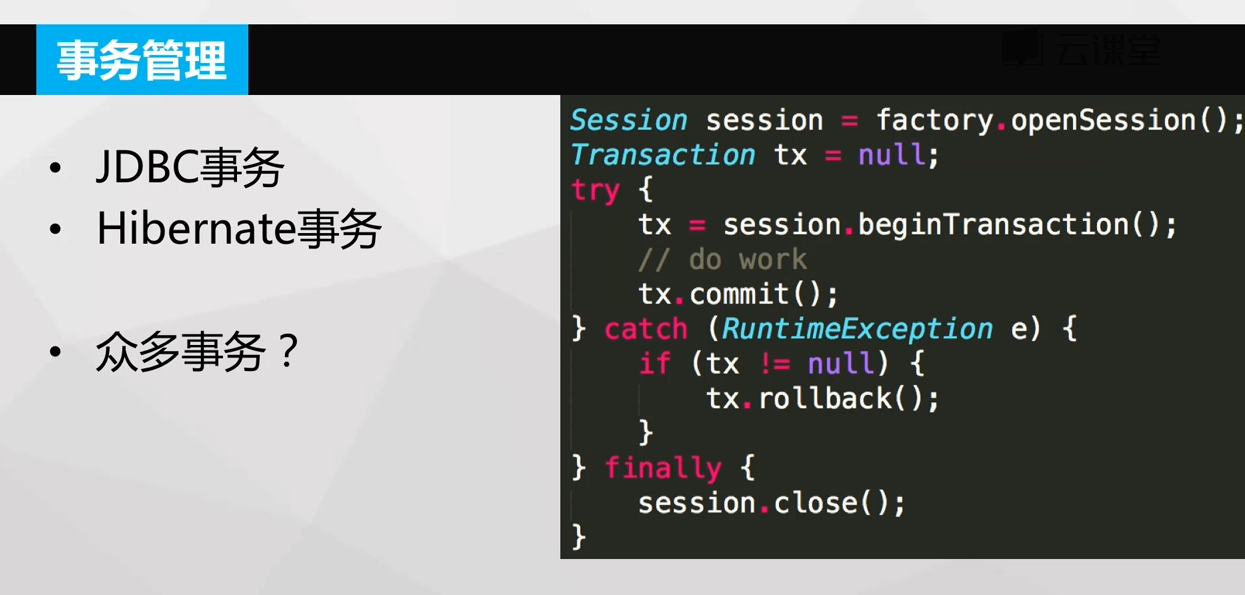 事务管理
云课堂
• JDBC事务
• Hibernate事务
• 众多事务？
Session session = factory.openSession();
Transaction tx = null;
try {
    tx = session.beginTransaction();
    // do work
    tx.commit();
} catch (RuntimeException e) {
    if (tx != null) {
        tx.rollback();
    }
} finally {
    session.close();
}